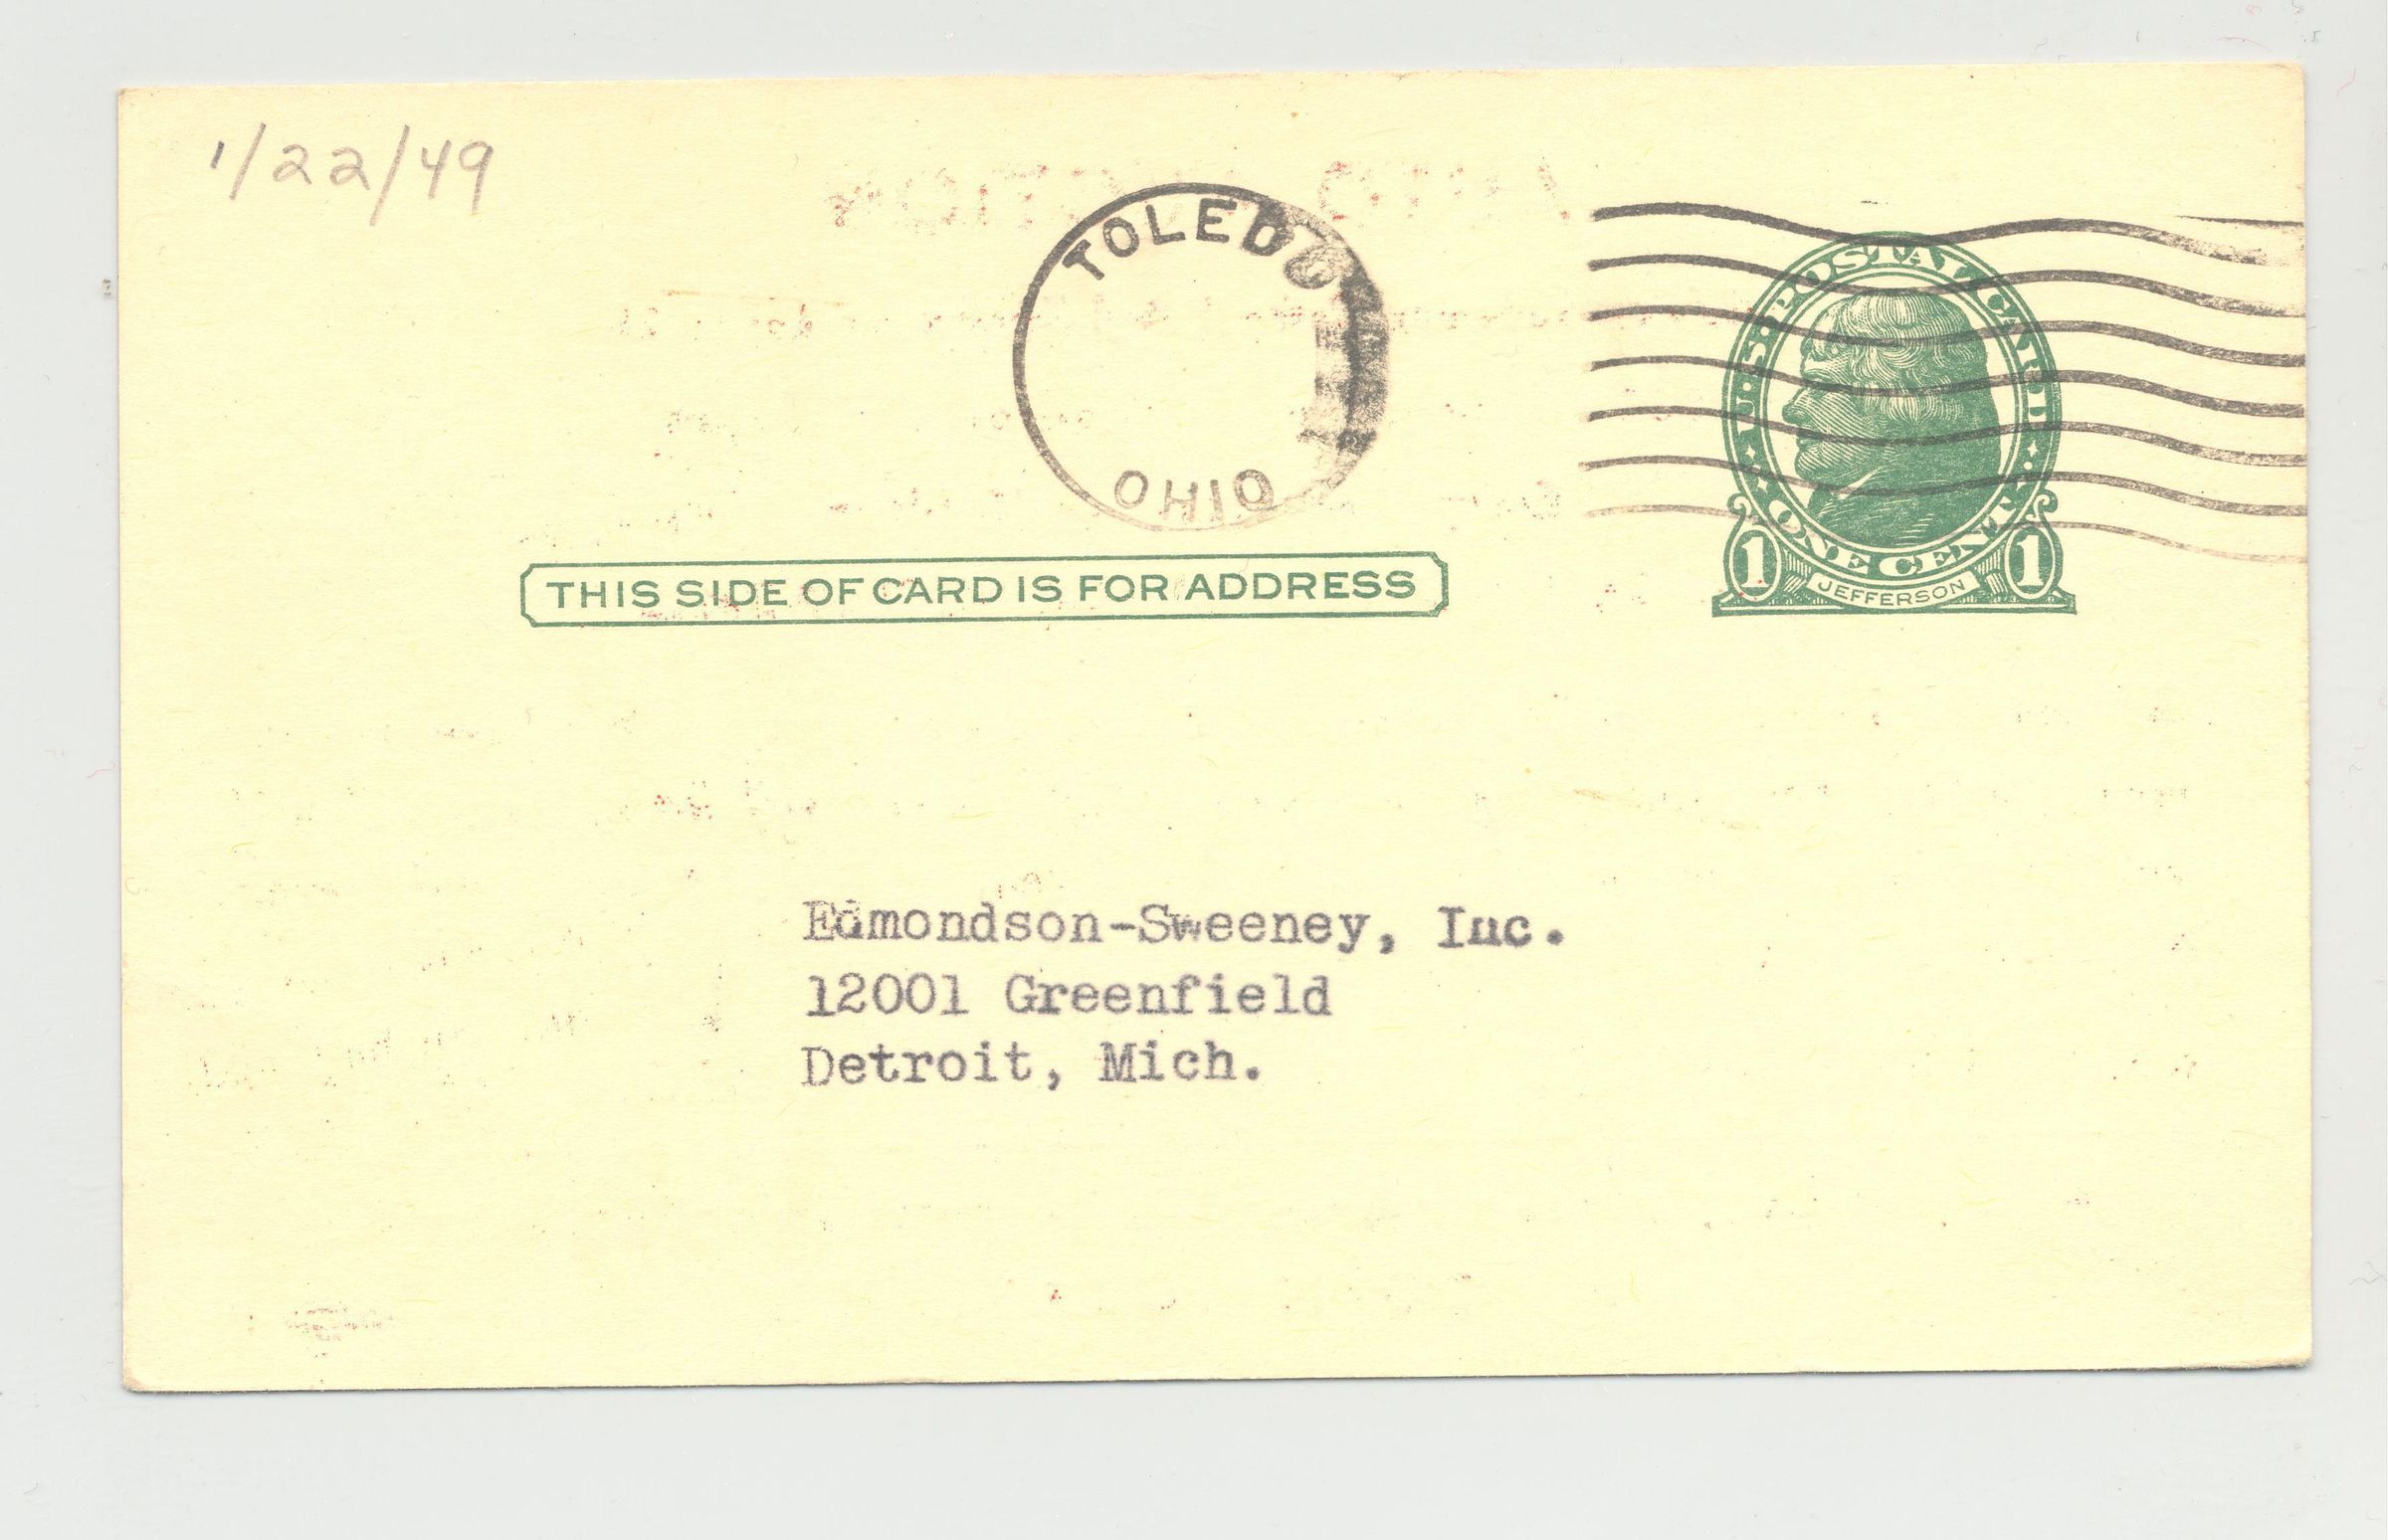 1/22/49
TOLEDO
OHIO
U.S. POSTAL CARD
ONE CENT
1 JEFFERSON 1
THIS SIDE OF CARD IS FOR ADDRESS
Edmondson-Sweeney, Inc.
12001 Greenfield
Detroit, Mich.